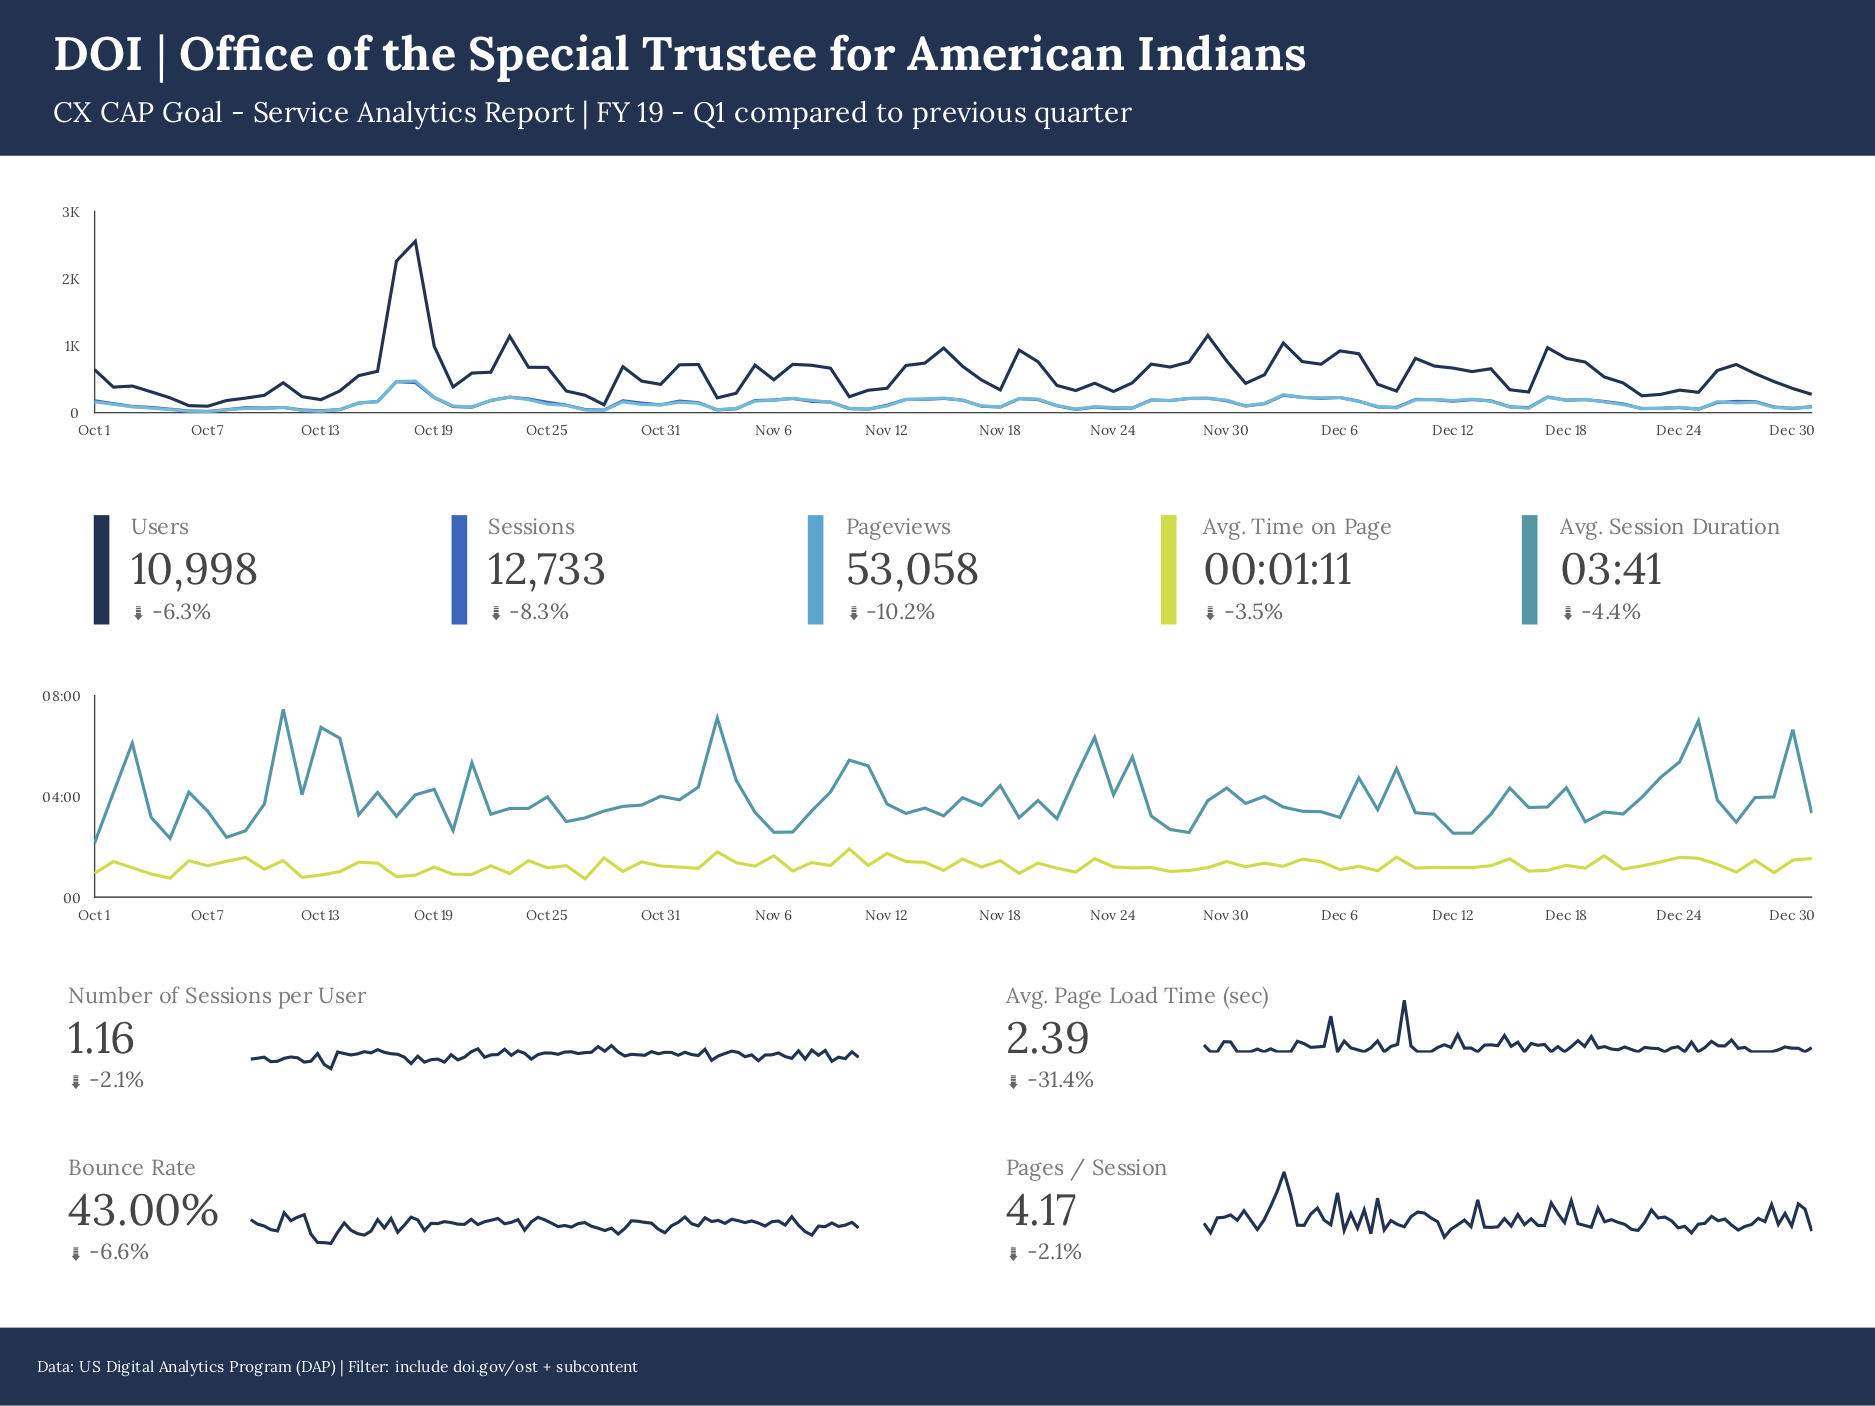 DOI | Office of the Special Trustee for American Indians
CX CAP Goal - Service Analytics Report | FY 19 - Q1 compared to previous quarter
3K
2K
1K
0
Oct 1 Oct 7 Oct 13 Oct 19 Oct 25 Oct 31 Nov 6 Nov 12 Nov 18 Nov 24 Nov 30 Dec 6 Dec 12 Dec 18 Dec 24 Dec 30
Users Sessions Pageviews Avg. Time on Page Avg. Session Duration
10,998 12,733 53,058 00:01:11 03:41
-6.3% -8.3% -10.2% -3.5% -4.4%
08:00
04:00
00
Oct 1 Oct 7 Oct 13 Oct 19 Oct 25 Oct 31 Nov 6 Nov 12 Nov 18 Nov 24 Nov 30 Dec 6 Dec 12 Dec 18 Dec 24 Dec 30
Number of Sessions per User
1.16
-2.1%
Avg. Page Load Time (sec)
2.39
-31.4%
Bounce Rate
43.00%
-6.6%
Pages / Session
4.17
-2.1%
Data: US Digital Analytics Program (DAP) | Filter: include doi.gov/ost + subcontent